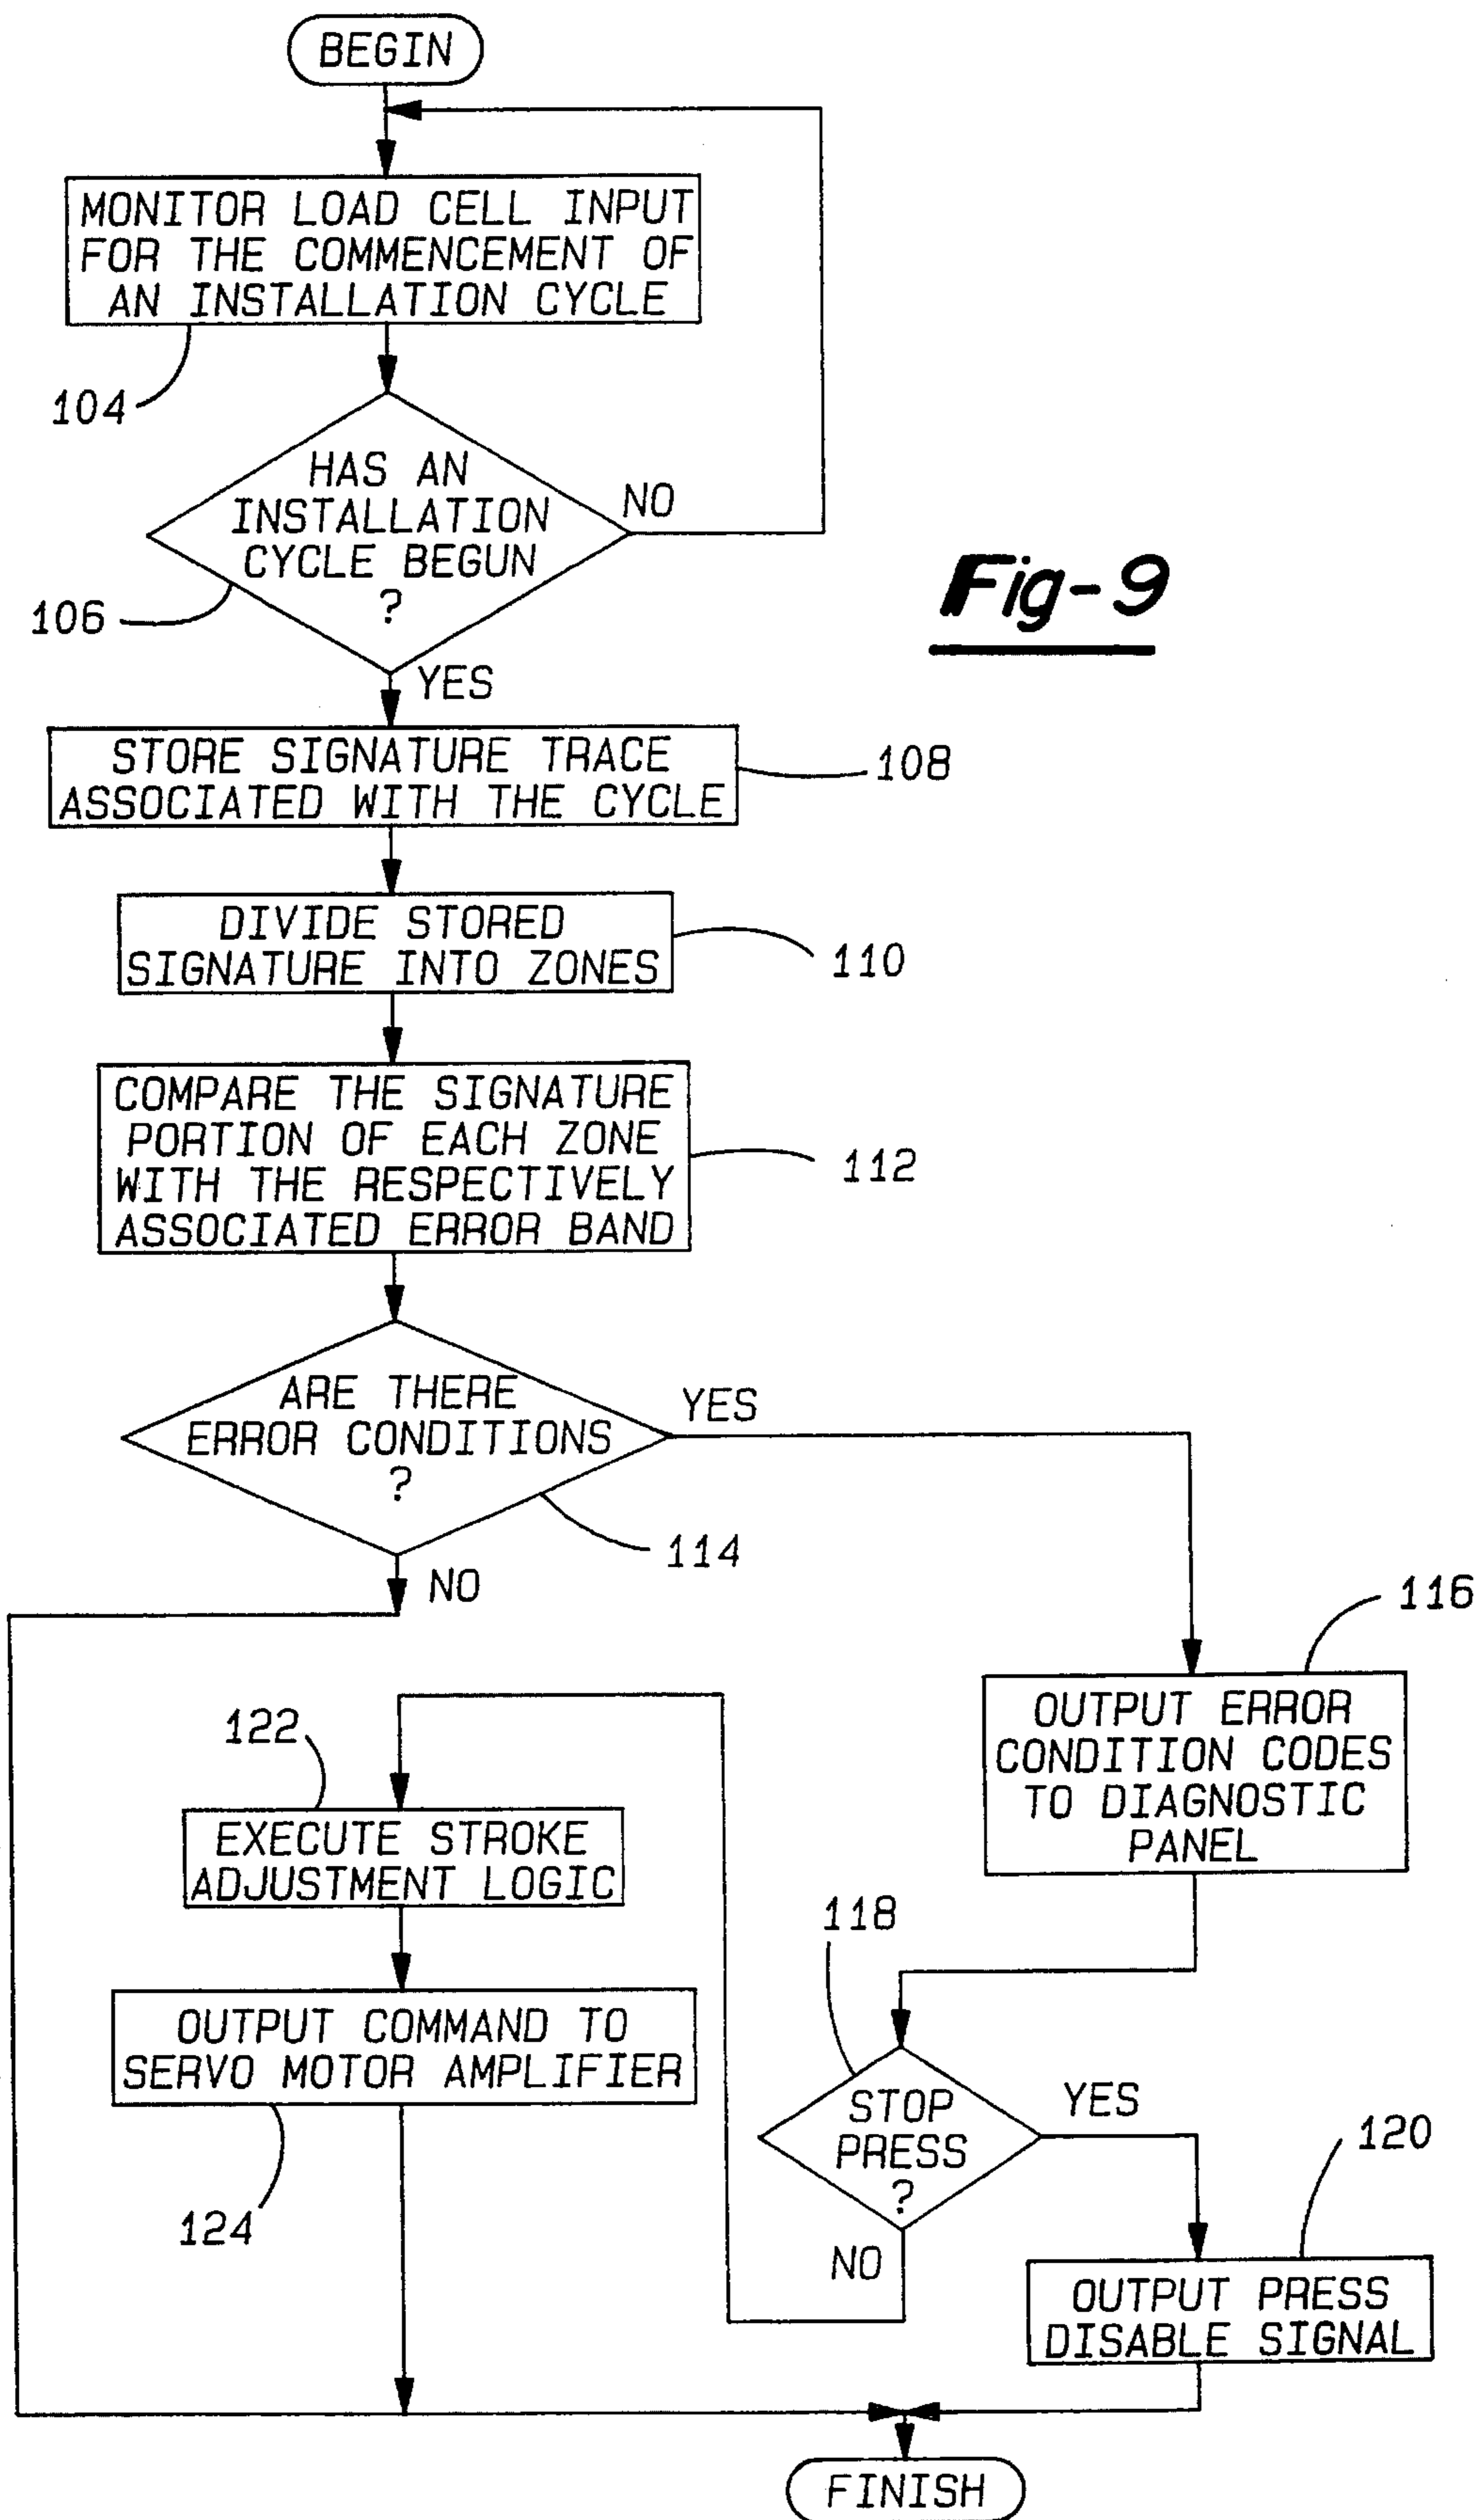 BEGIN
MONITOR LOAD CELL INPUT
FOR THE COMMENCEMENT OF
AN INSTALLATION CYCLE
104
HAS AN
INSTALLATION
CYCLE BEGUN
?
NO
106
YES
Fig-9
STORE SIGNATURE TRACE
ASSOCIATED WITH THE CYCLE
108
DIVIDE STORED
SIGNATURE INTO ZONES
110
COMPARE THE SIGNATURE
PORTION OF EACH ZONE
WITH THE RESPECTIVELY
ASSOCIATED ERROR BAND
112
ARE THERE
ERROR CONDITIONS
?
YES
114
NO
116
OUTPUT ERROR
CONDITION CODES
TO DIAGNOSTIC
PANEL
122
EXECUTE STROKE
ADJUSTMENT LOGIC
118
OUTPUT COMMAND TO
SERVO MOTOR AMPLIFIER
124
STOP
PRESS
?
YES
NO
120
OUTPUT PRESS
DISABLE SIGNAL
FINISH